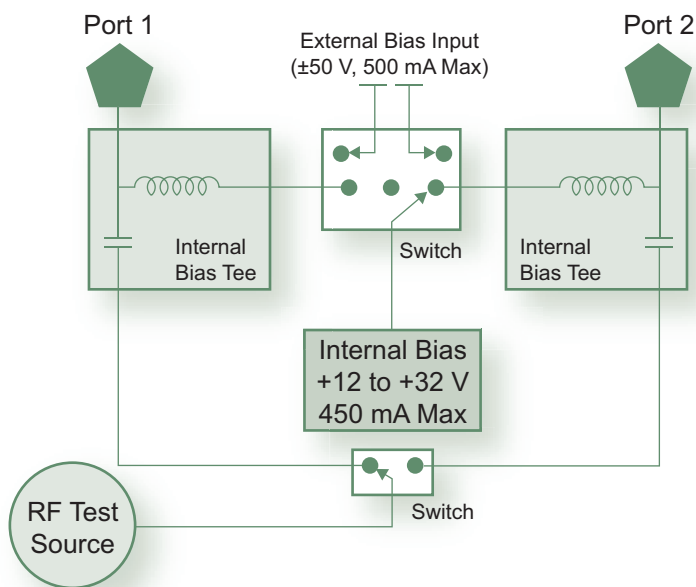 Port 1
External Bias Input
(±50 V, 500 mA Max)
Port 2
Internal
Bias Tee
Switch
Internal
Bias Tee
Internal Bias
+12 to +32 V
450 mA Max
RF Test
Source
Switch